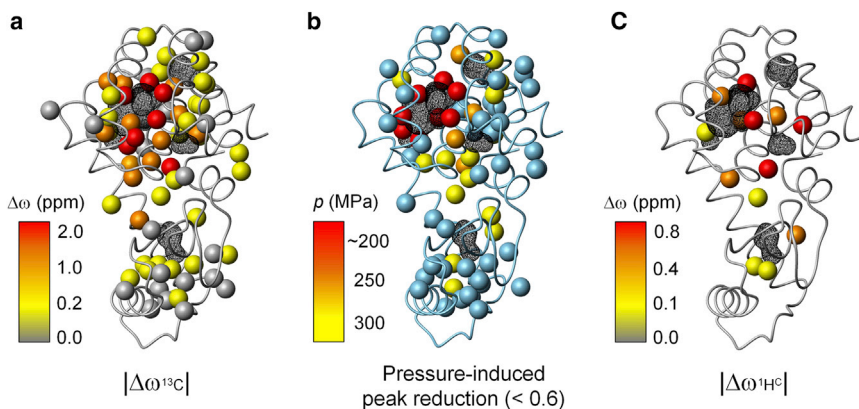 a
Δω (ppm)
2.0
1.0
0.2
0.0
|Δω¹³C|
b
p (MPa)
~200
250
300
Pressure-induced
peak reduction (< 0.6)
C
Δω (ppm)
0.8
0.4
0.1
0.0
|Δω¹Hᶜ|